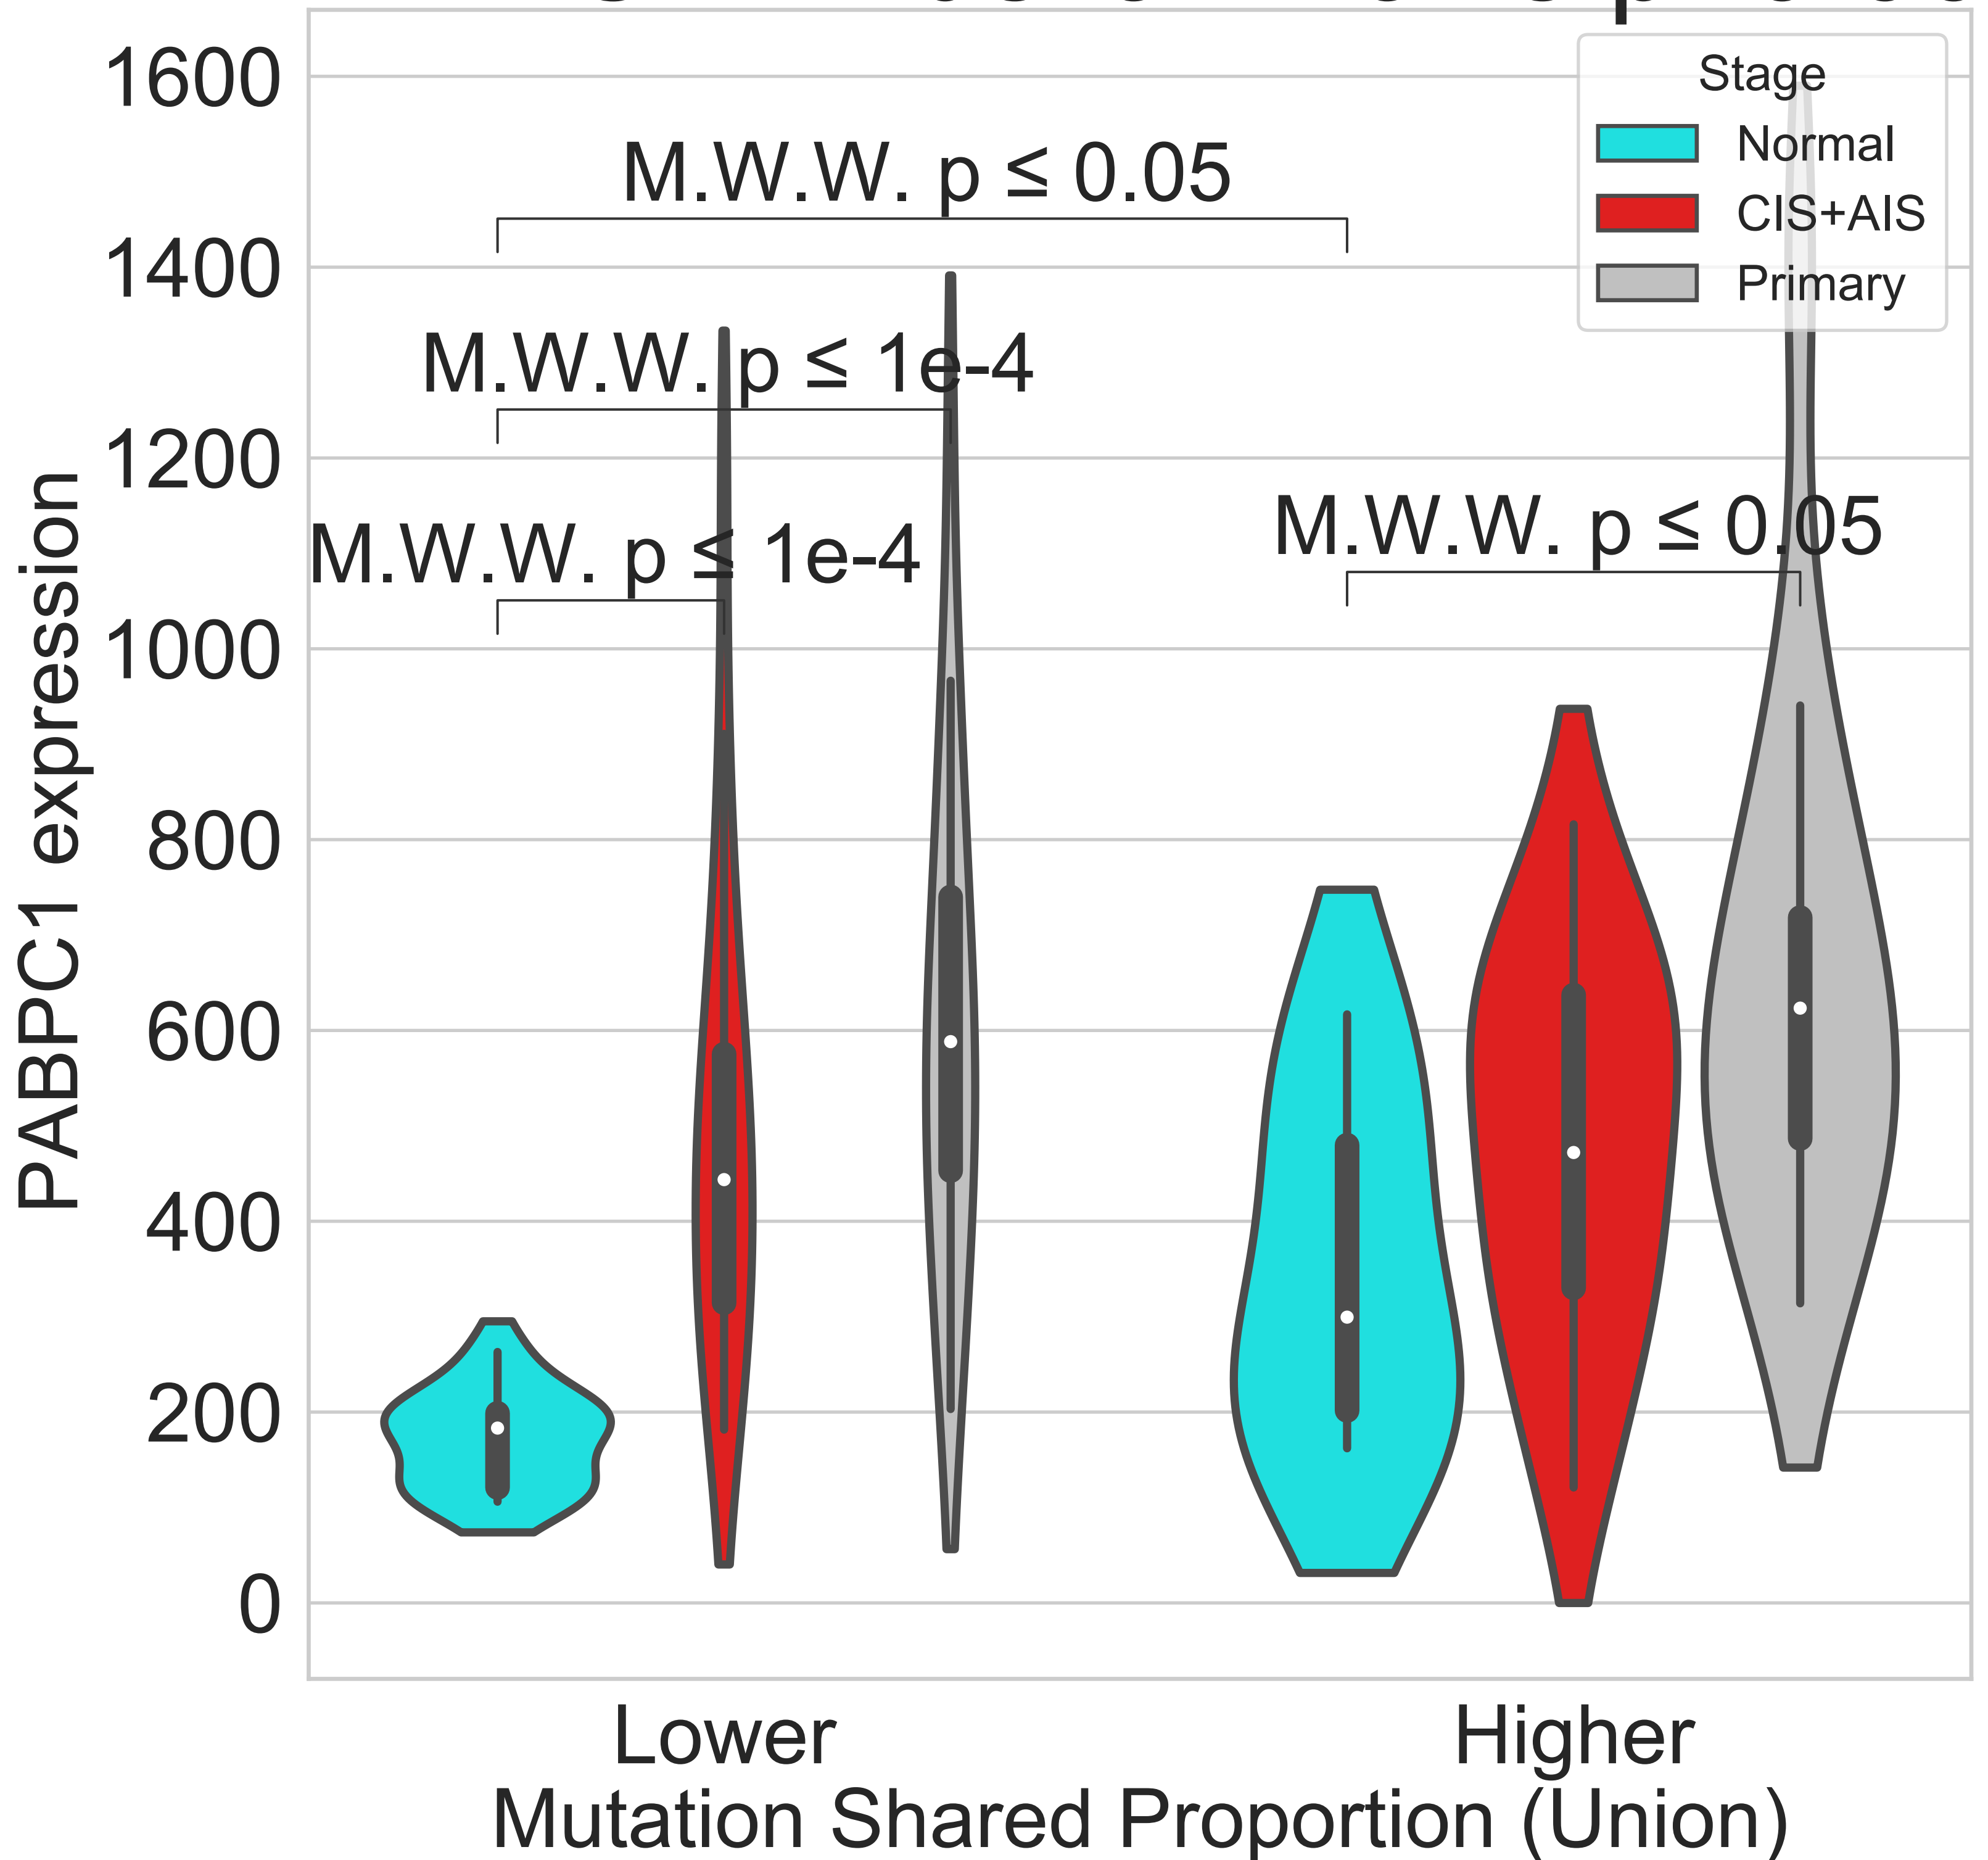 Stage
Normal
CIS+AIS
Primary
M.W.W. p ≤ 0.05
M.W.W. p ≤ 1e-4
M.W.W. p ≤ 1e-4
M.W.W. p ≤ 0.05
1600
1400
1200
1000
800
600
400
200
0
PABPC1 expression
Lower
Higher
Mutation Shared Proportion (Union)